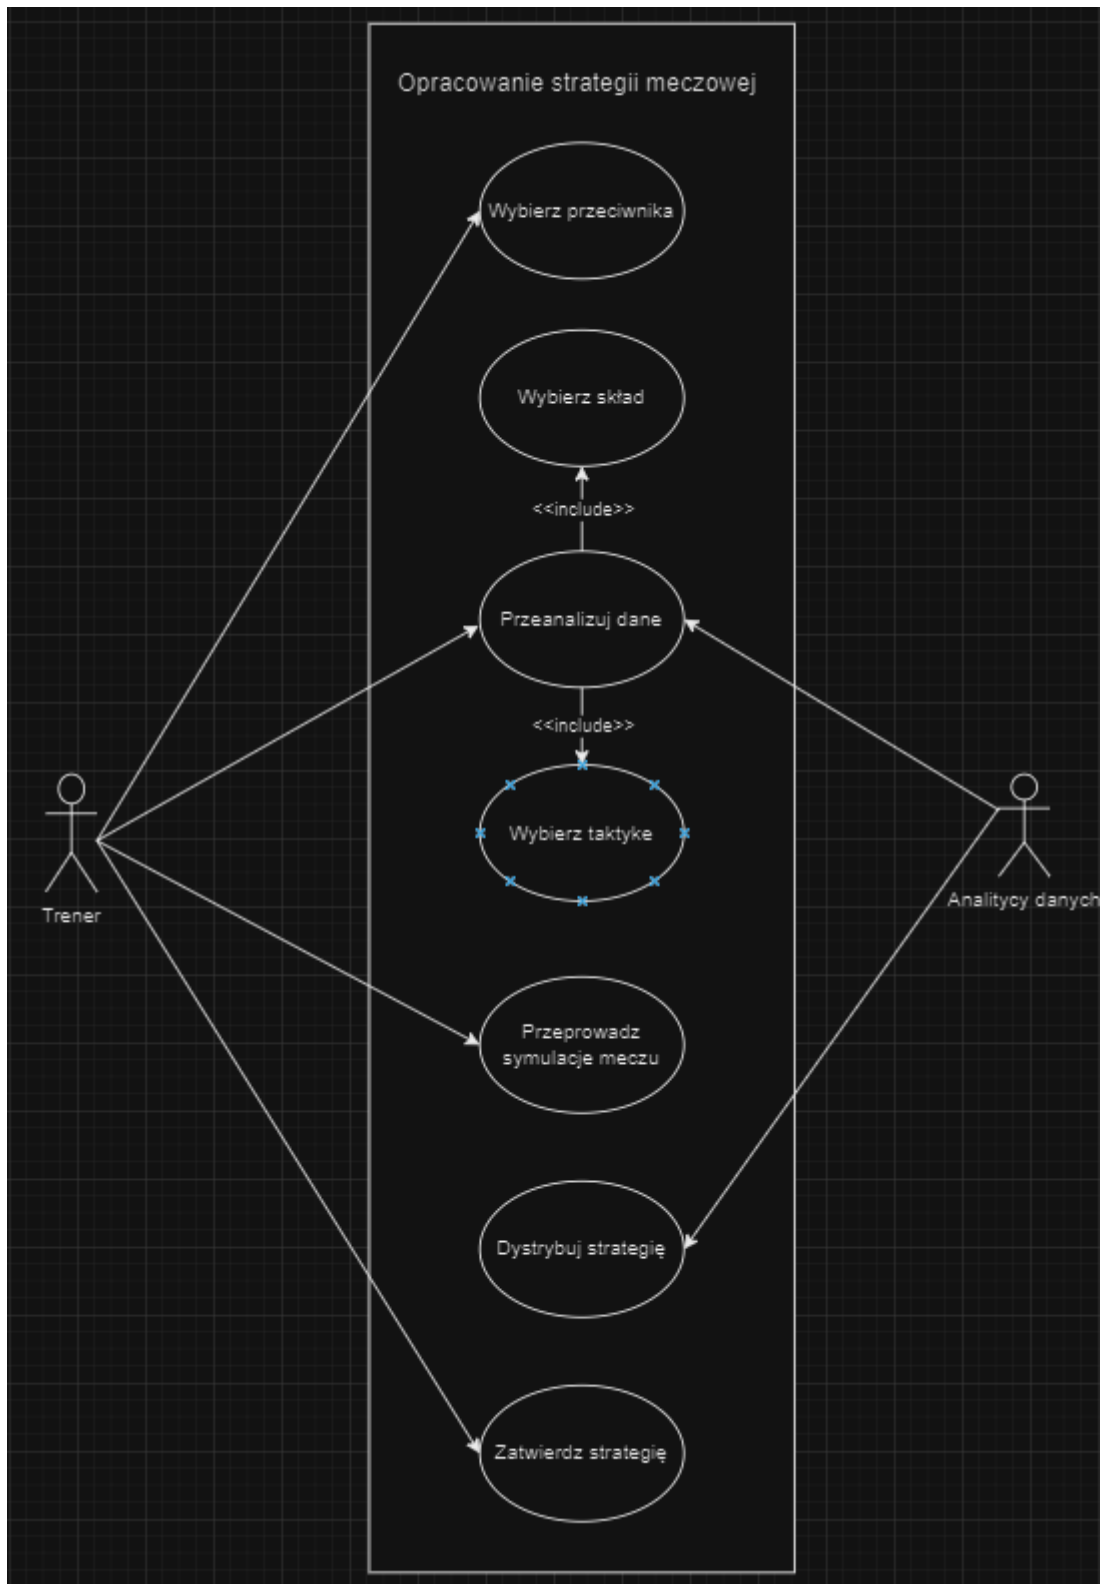 Opracowanie strategii meczowej
Wybierz przeciwnika
Wybierz skład
<<include>>
Przeanalizuj dane
<<include>>
Wybierz taktyke
Trener
Analitycy danych
Przeprowadz
symulacje meczu
Dystrybuj strategię
Zatwierdz strategię